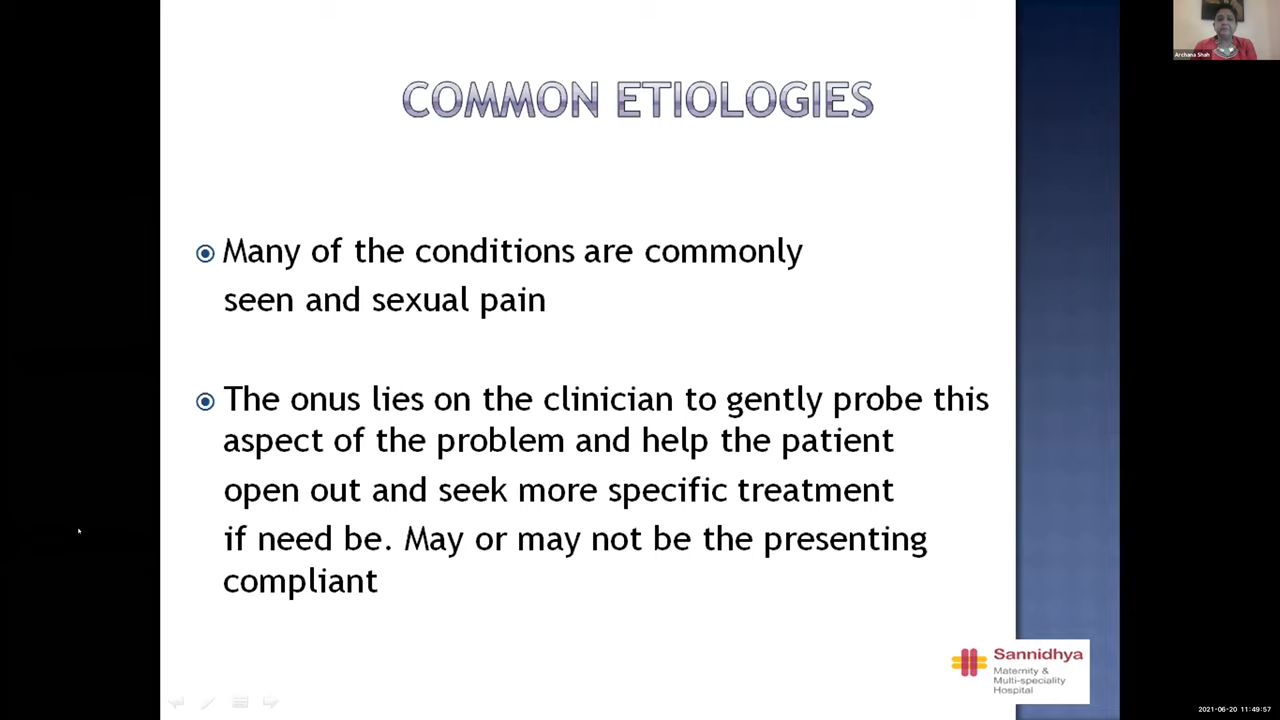 Archana Shah
COMMON ETIOLOGIES
Many of the conditions are commonly
seen and sexual pain
The onus lies on the clinician to gently probe this
aspect of the problem and help the patient
open out and seek more specific treatment
if need be. May or may not be the presenting
compliant
Sannidhya
Maternity &
Multi-speciality
Hospital
2021-06-20 11:49:57